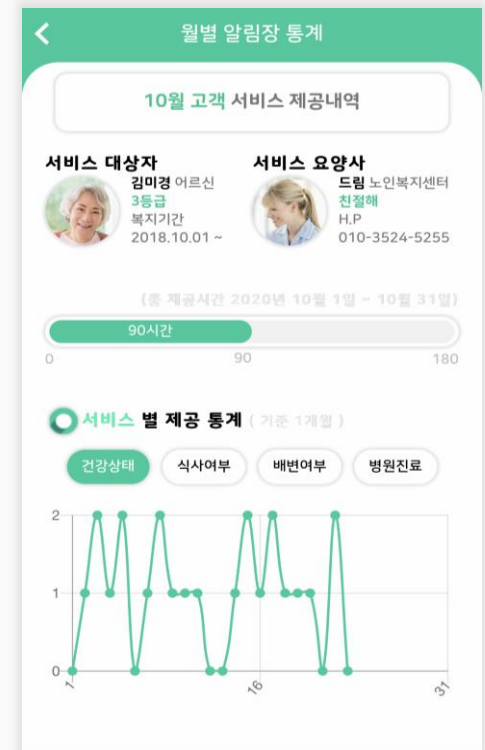 월별 알림장 통계
10월 고객 서비스 제공내역
서비스 대상자
김미경 어르신
3등급
복지기간
2018.10.01 ~
서비스 요양사
드림 노인복지센터
친절해
H.P
010-3524-5255
(총 제공시간 2020년 10월 1일 ~ 10월 31일)
90시간
0 90 180
서비스 별 제공 통계 ( 기준 1개월 )
건강상태 식사여부 배변여부 병원진료
2
1
0
1 16 31